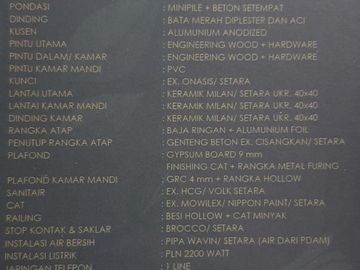 PONDASI : MINIPILE + BETON SETEMPAT
DINDING : BATA MERAH DIPLESTER DAN ACI
KUSEN : ALUMUNIUM ANODIZED
PINTU UTAMA : ENGINEERING WOOD + HARDWARE
PINTU DALAM/ KAMAR : ENGINEERING WOOD + HARDWARE
PINTU KAMAR MANDI : PVC
KUNCI : EX. ONASIS/ SETARA
LANTAI UTAMA : KERAMIK MILAN/ SETARA UKR. 40x40
LANTAI KAMAR MANDI : KERAMIK MILAN/ SETARA UKR. 40x40
DINDING KAMAR : KERAMIK MILAN/ SETARA UKR. 40x40
RANGKA ATAP : BAJA RINGAN + ALUMINIUM FOIL
PENUTUP RANGKA ATAP : GENTENG BETON EX: CISANGKAN/ SETARA
PLAFOND : GYPSUM BOARD 9 mm
FINISHING CAT + RANGKA METAL FURING
PLAFOND KAMAR MANDI : GRC 4 mm + RANGKA HOLLOW
SANITAIR : EX. HCG/ VOLK SETARA
CAT : EX. MOWILEX/ NIPPON PAINT/ SETARA
RAILING : BESI HOLLOW + CAT MINYAK
STOP KONTAK & SAKLAR : BROCCO/ SETARA
INSTALASI AIR BERSIH : PIPA WAVIN/ SETARA (AIR DARI PDAM)
INSTALASI LISTRIK : PLN 2200 WATT
JARINGAN TELEPON : 1 LINE